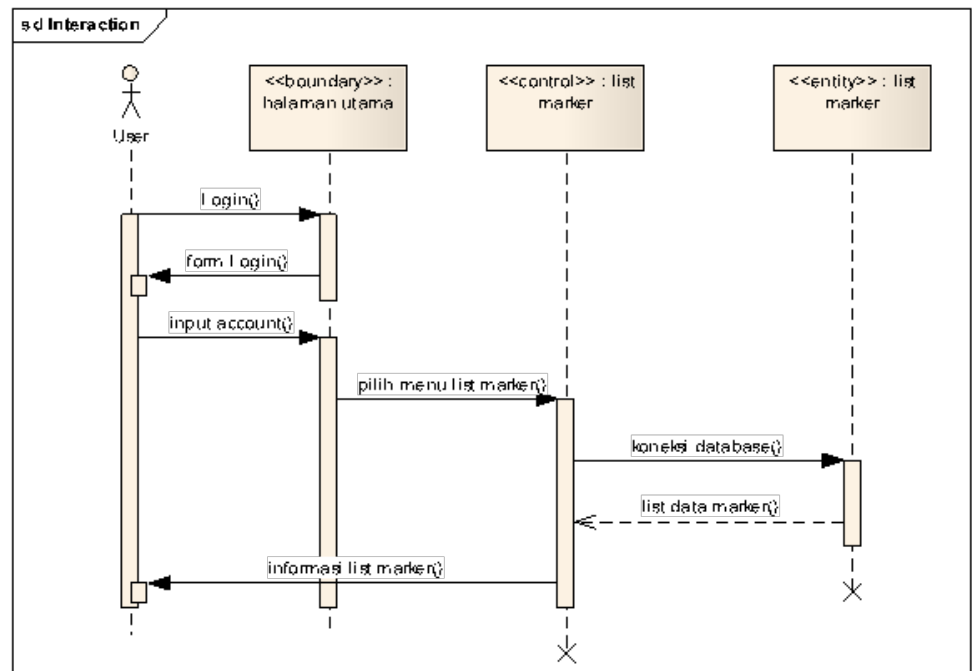 sd Interaction
<<boundary>> :
halaman utama
<<control>> : list
marker
<<entity>> : list
marker
User
Login()
form Login()
input account()
pilih menu list marker()
koneksi database()
list data marker()
informasi list marker()